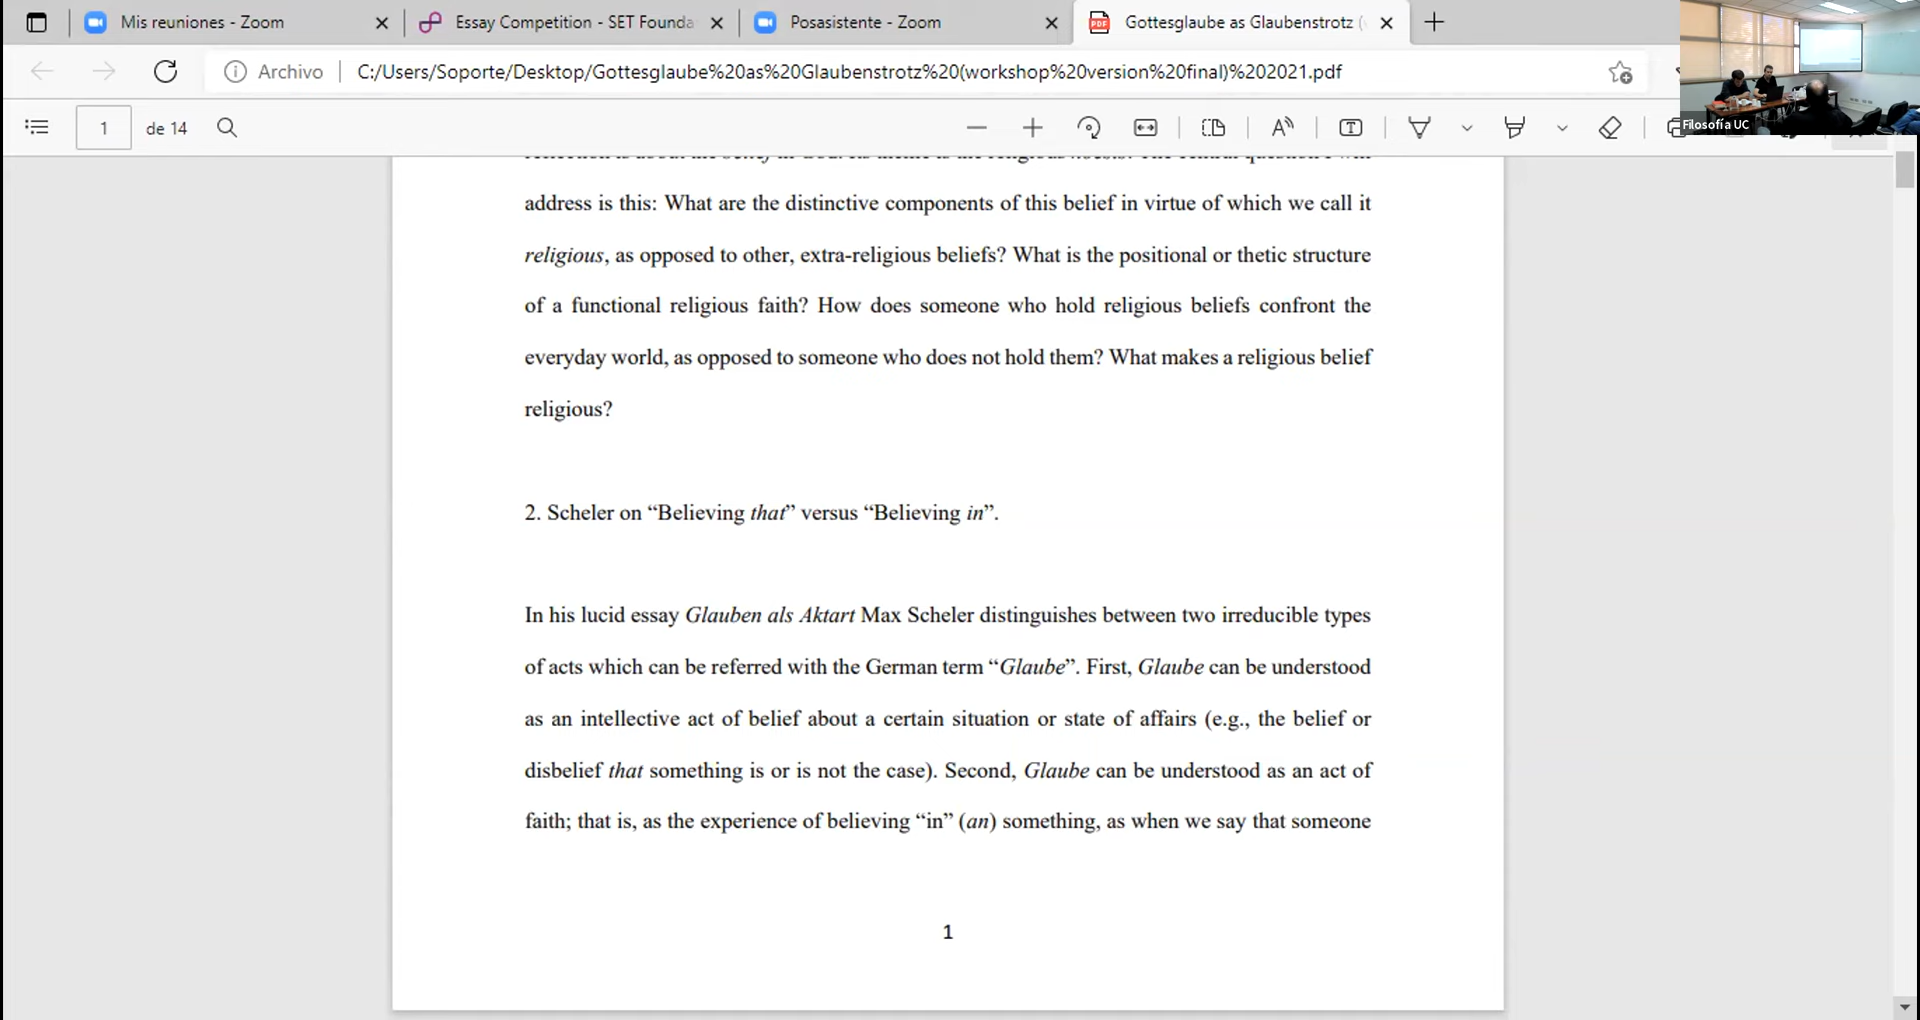 Mis reuniones - Zoom
Essay Competition - SET Founda
Posasistente - Zoom
Gottesglaube as Glaubenstrotz (
Archivo
C:/Users/Soporte/Desktop/Gottesglaube%20as%20Glaubenstrotz%20(workshop%20version%20final)%202021.pdf
1 de 14
Filosofía UC
address is this: What are the distinctive components of this belief in virtue of which we call it
religious, as opposed to other, extra-religious beliefs? What is the positional or thetic structure
of a functional religious faith? How does someone who hold religious beliefs confront the
everyday world, as opposed to someone who does not hold them? What makes a religious belief
religious?
2. Scheler on “Believing that” versus “Believing in”.
In his lucid essay Glauben als Aktart Max Scheler distinguishes between two irreducible types
of acts which can be referred with the German term “Glaube”. First, Glaube can be understood
as an intellective act of belief about a certain situation or state of affairs (e.g., the belief or
disbelief that something is or is not the case). Second, Glaube can be understood as an act of
faith; that is, as the experience of believing “in” (an) something, as when we say that someone
1